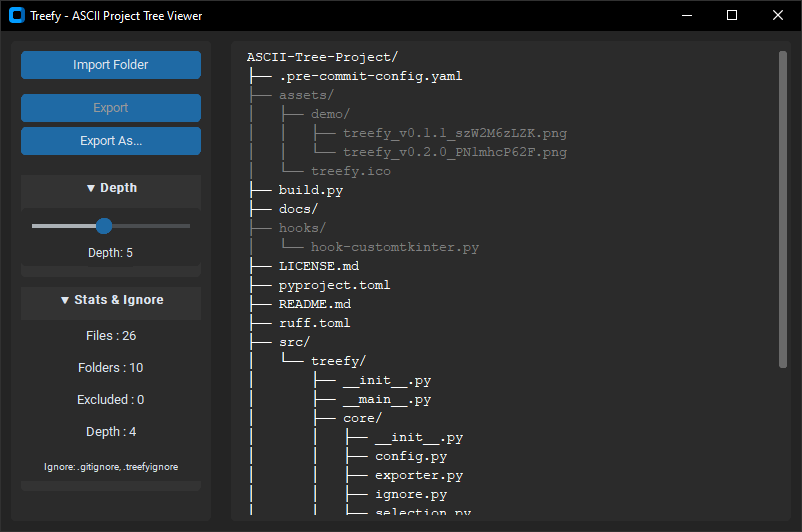 Treefy - ASCII Project Tree Viewer
Import Folder
Export
Export As...
▼ Depth
Depth: 5
▼ Stats & Ignore
Files : 26
Folders : 10
Excluded : 0
Depth : 4
Ignore: .gitignore, .treefyignore
ASCII-Tree-Project/
├── .pre-commit-config.yaml
├── assets/
│   ├── demo/
│   │   ├── treefy_v0.1.1_szW2M6zLZK.png
│   │   └── treefy_v0.2.0_PN1mhcP62F.png
│   └── treefy.ico
├── build.py
├── docs/
├── hooks/
│   └── hook-customtkinter.py
├── LICENSE.md
├── pyproject.toml
├── README.md
├── ruff.toml
├── src/
│   └── treefy/
│       ├── __init__.py
│       ├── __main__.py
│       ├── core/
│       │   ├── __init__.py
│       │   ├── config.py
│       │   ├── exporter.py
│       │   ├── ignore.py
│       │   ├── selection.py